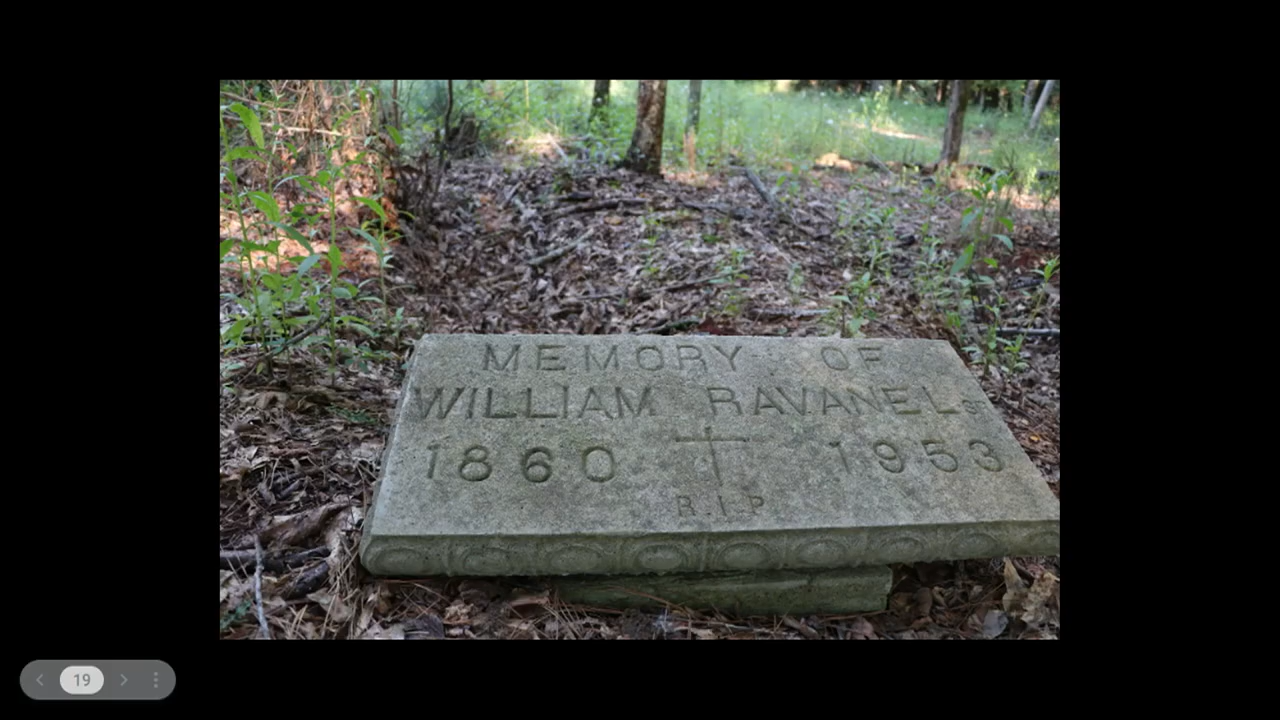 MEMORY OF
WILLIAM RAVANEL SR
1860 1953
R.I.P
19